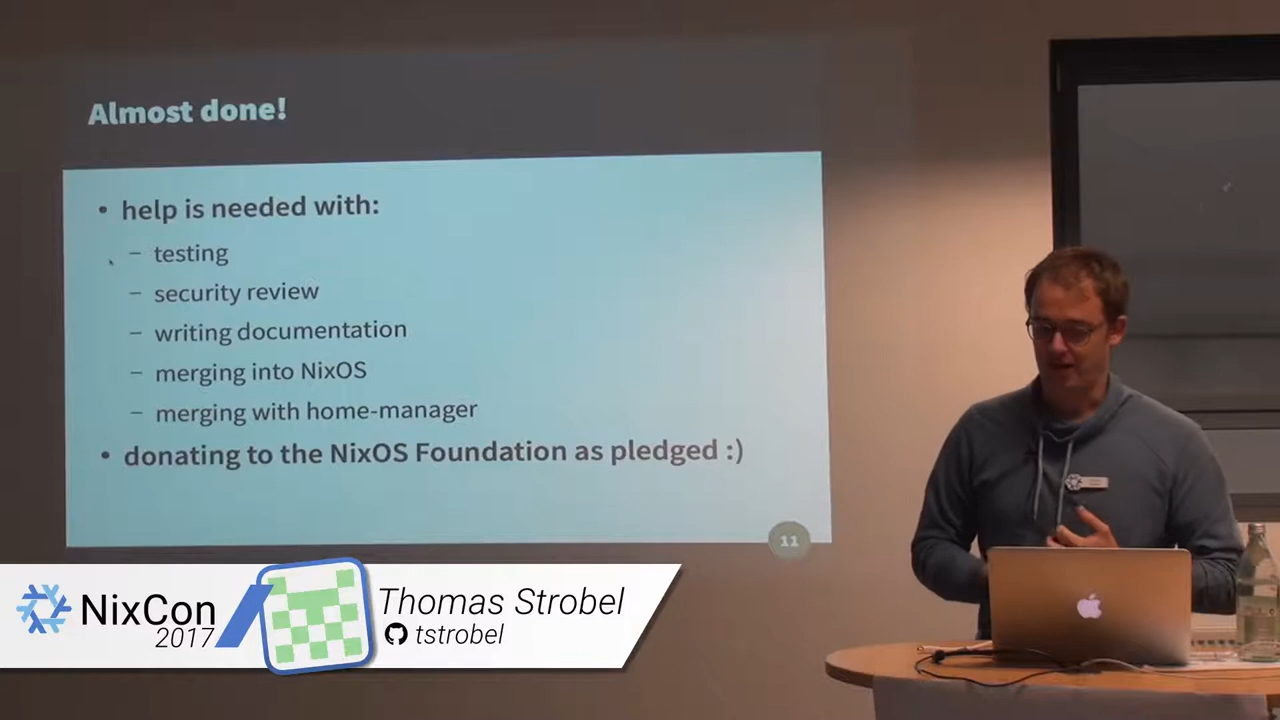 Almost done!
• help is needed with:
– testing
– security review
– writing documentation
– merging into NixOS
– merging with home-manager
• donating to the NixOS Foundation as pledged :)
11
NixCon
2017
Thomas Strobel
tstrobel